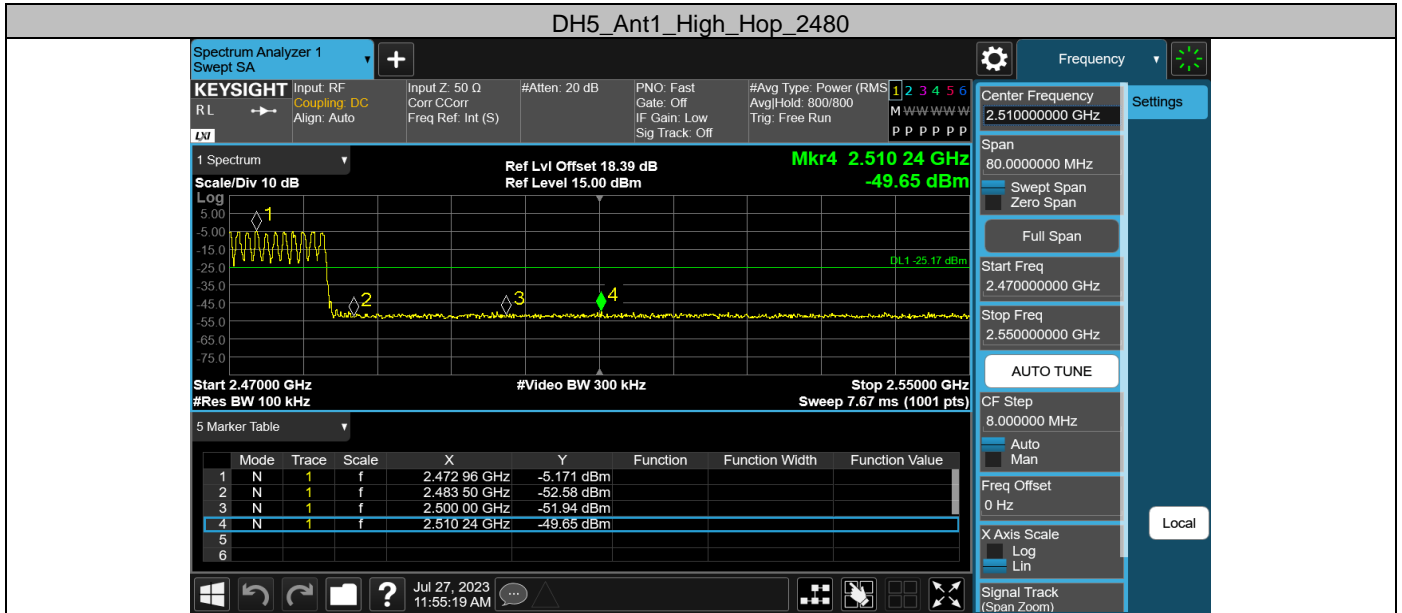 DH5_Ant1_High_Hop_2480
Spectrum Analyzer 1
Swept SA
+
Frequency
KEYSIGHT
RL
LXI
Input: RF
Coupling: DC
Align: Auto
Input Z: 50 Ω
Corr CCorr
Freq Ref: Int (S)
#Atten: 20 dB
PNO: Fast
Gate: Off
IF Gain: Low
Sig Track: Off
#Avg Type: Power (RMS
Avg|Hold: 800/800
Trig: Free Run
1 2 3 4 5 6
M W W W W W
P P P P P P
1 Spectrum
Scale/Div 10 dB
Ref Lvl Offset 18.39 dB
Ref Level 15.00 dBm
Mkr4 2.510 24 GHz
-49.65 dBm
Log
5.00
-5.00
-15.0
-25.0
-35.0
-45.0
-55.0
-65.0
-75.0
1
2
3
4
DL1 -25.17 dBm
Start 2.47000 GHz
#Res BW 100 kHz
#Video BW 300 kHz
Stop 2.55000 GHz
Sweep 7.67 ms (1001 pts)
5 Marker Table
Mode Trace Scale X Y Function Function Width Function Value
1 N 1 f 2.472 96 GHz -5.171 dBm
2 N 1 f 2.483 50 GHz -52.58 dBm
3 N 1 f 2.500 00 GHz -51.94 dBm
4 N 1 f 2.510 24 GHz -49.65 dBm
5
6
?
Jul 27, 2023
11:55:19 AM
Center Frequency
2.510000000 GHz
Settings
Span
80.0000000 MHz
Swept Span
Zero Span
Full Span
Start Freq
2.470000000 GHz
Stop Freq
2.550000000 GHz
AUTO TUNE
CF Step
8.000000 MHz
Auto
Man
Freq Offset
0 Hz
Local
X Axis Scale
Log
Lin
Signal Track
(Span Zoom)